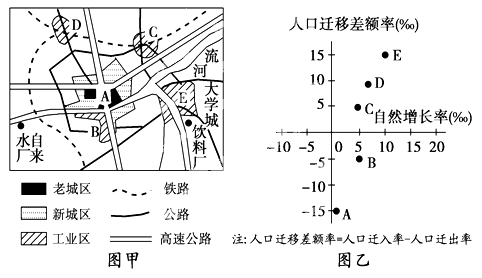 D
C
A
B
E
河流
大学城
饮料厂
自来水厂
老城区
新城区
工业区
铁路
公路
高速公路
图甲
人口迁移差额率(‰)
15
10
5
-5
-10
-15
E
D
C
B
A
自然增长率(‰)
-10 -5 0 5 10 15 20
注:人口迁移差额率=人口迁入率-人口迁出率
图乙